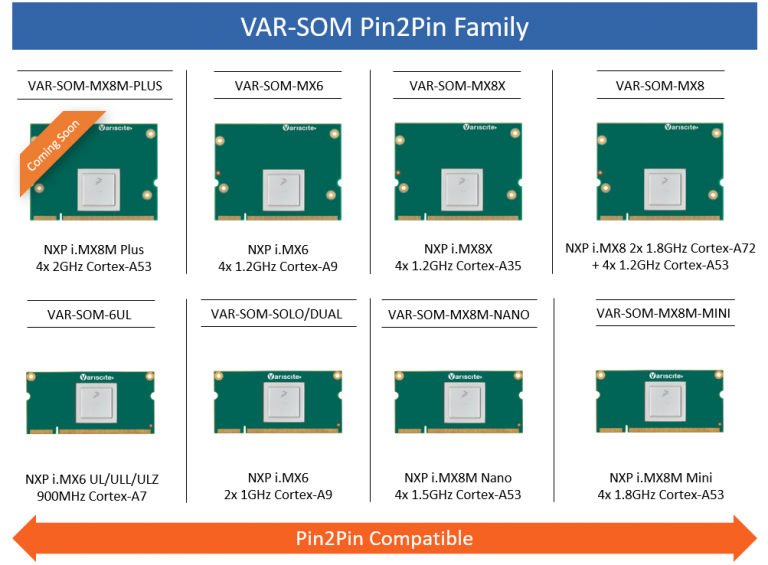 VAR-SOM Pin2Pin Family
VAR-SOM-MX8M-PLUS
VAR-SOM-MX6
VAR-SOM-MX8X
VAR-SOM-MX8
Coming Soon
Variscite
Variscite
Variscite
Variscite
NXP i.MX8M Plus
4x 2GHz Cortex-A53
NXP i.MX6
4x 1.2GHz Cortex-A9
NXP i.MX8X
4x 1.2GHz Cortex-A35
NXP i.MX8 2x 1.8GHz Cortex-A72
+ 4x 1.2GHz Cortex-A53
VAR-SOM-6UL
VAR-SOM-SOLO/DUAL
VAR-SOM-MX8M-NANO
VAR-SOM-MX8M-MINI
Variscite
Variscite
Variscite
Variscite
NXP i.MX6 UL/ULL/ULZ
900MHz Cortex-A7
NXP i.MX6
2x 1GHz Cortex-A9
NXP i.MX8M Nano
4x 1.5GHz Cortex-A53
NXP i.MX8M Mini
4x 1.8GHz Cortex-A53
Pin2Pin Compatible